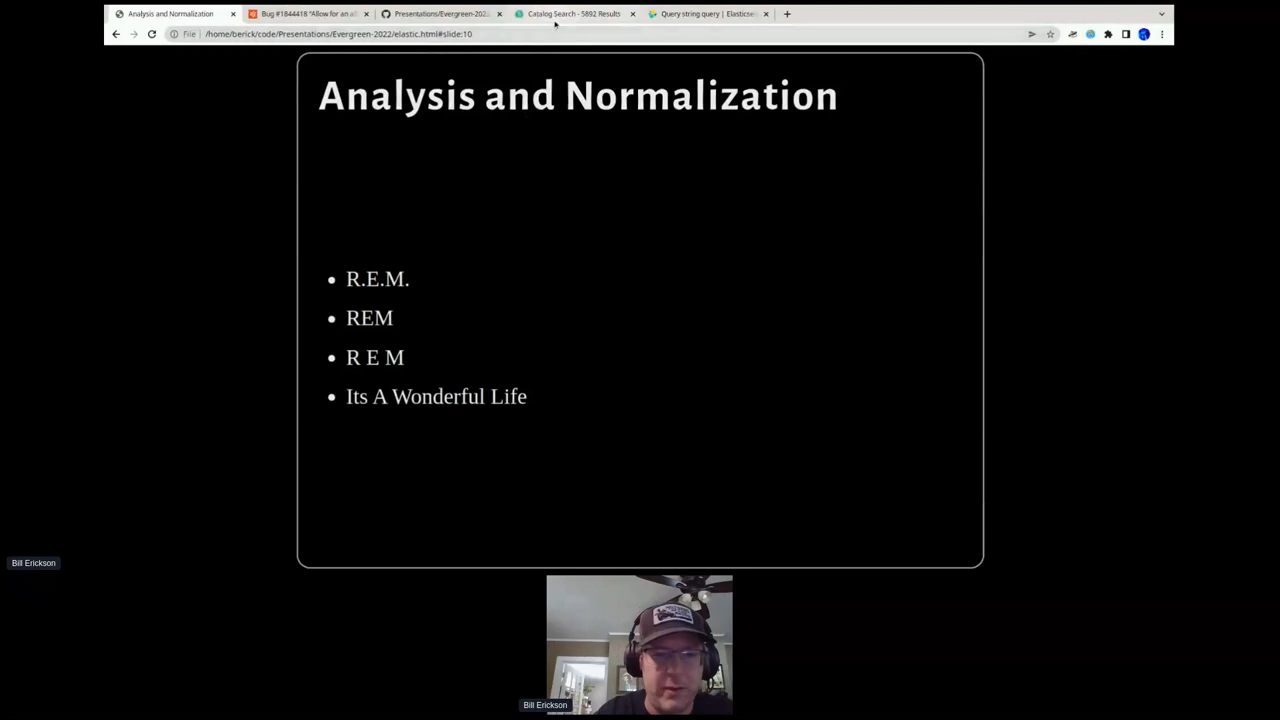 Analysis and Normalization
Bug #1844418 "Allow for an al
Presentations/Evergreen-202
Catalog Search - 5892 Results
Query string query | Elasticse
File
/home/berick/code/Presentations/Evergreen-2022/elastic.html#slide:10
Analysis and Normalization
R.E.M.
REM
R E M
Its A Wonderful Life
Bill Erickson
Bill Erickson